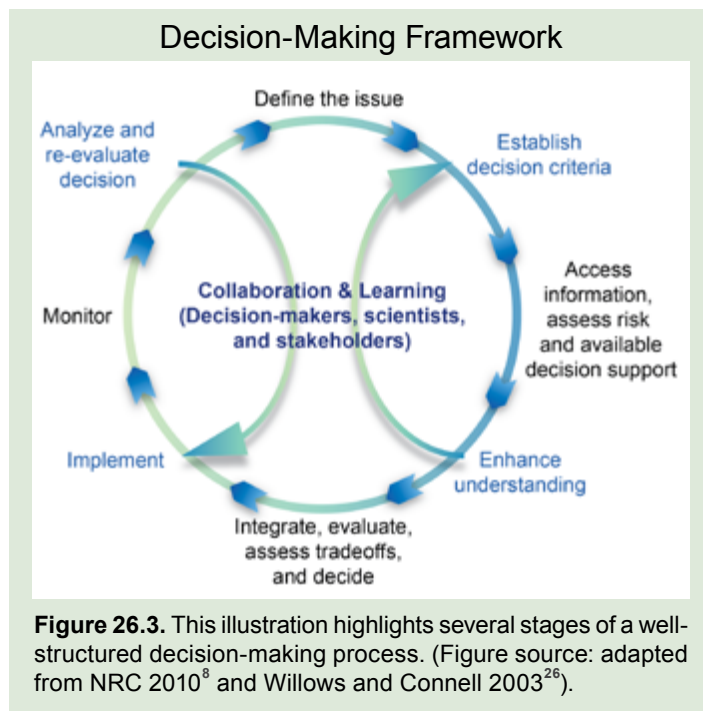 Decision-Making Framework
Define the issue
Analyze and
re-evaluate
decision
Establish
decision criteria
Access
information,
assess risk
and available
decision support
Collaboration & Learning
(Decision-makers, scientists,
and stakeholders)
Monitor
Implement
Enhance
understanding
Integrate, evaluate,
assess tradeoffs,
and decide
Figure 26.3. This illustration highlights several stages of a well-
structured decision-making process. (Figure source: adapted
from NRC 2010⁸ and Willows and Connell 2003²⁶).